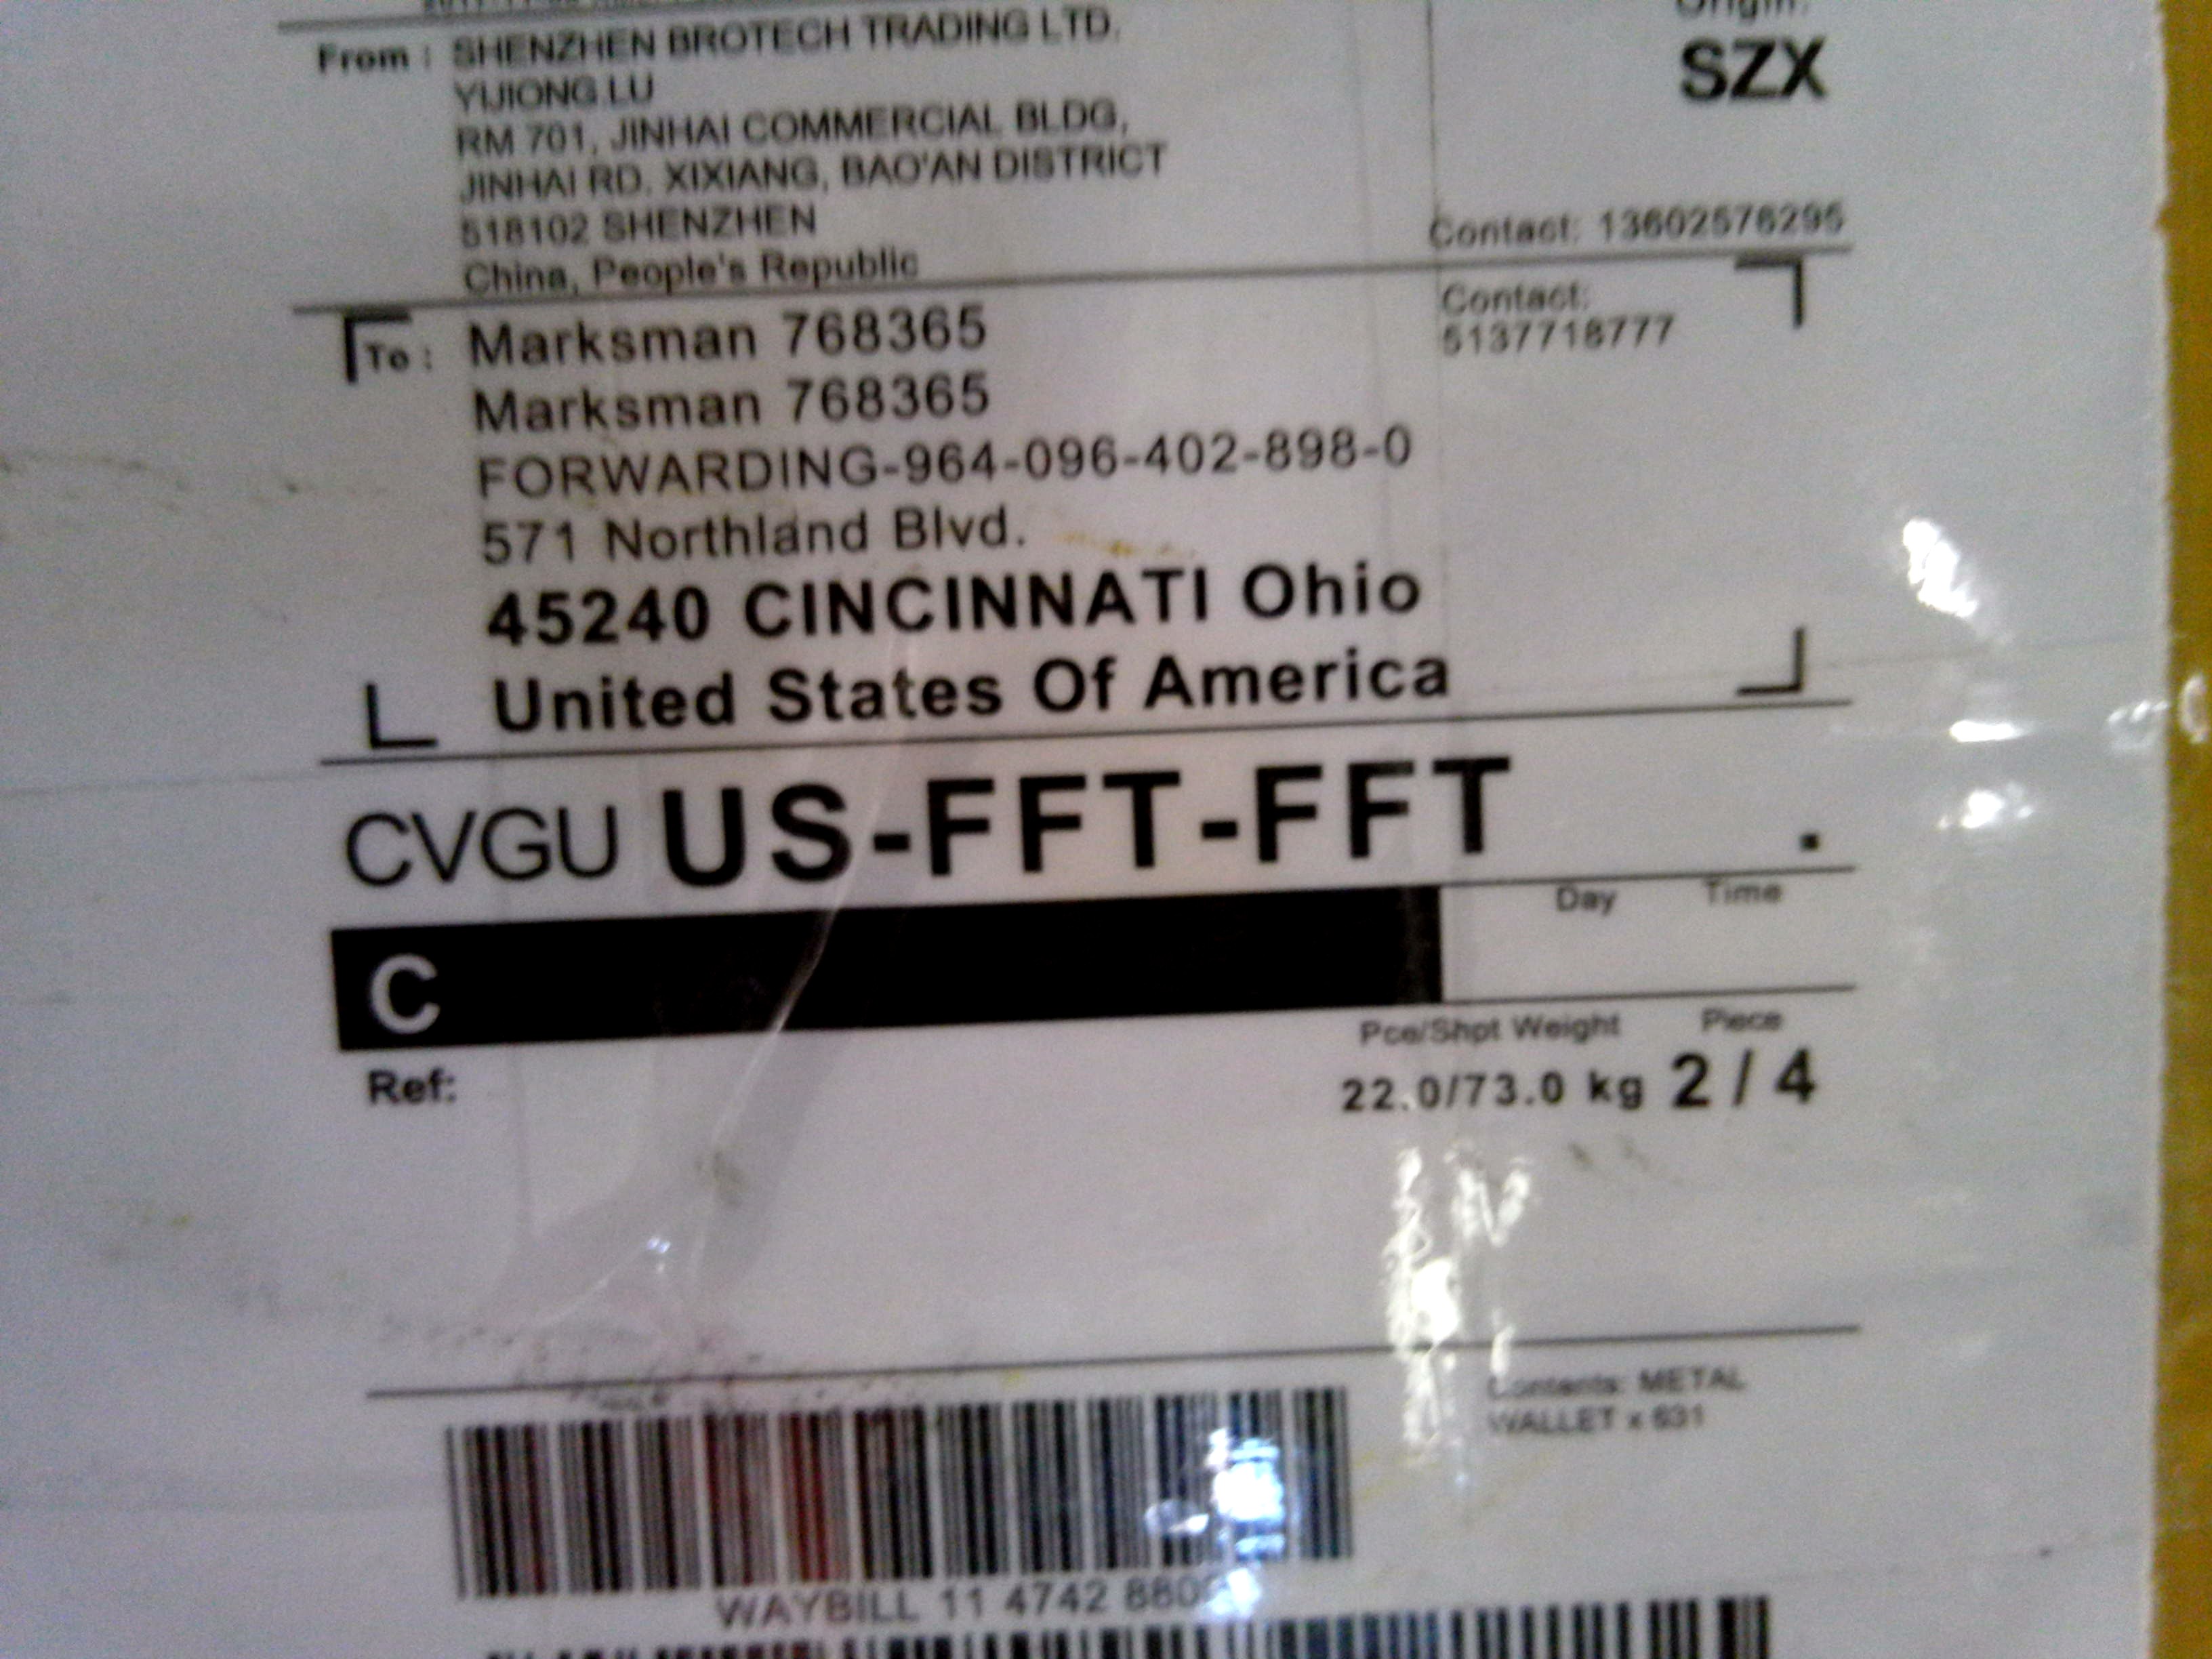 Origin:
From : SHENZHEN BROTECH TRADING LTD.
SZX
YIJIONG.LU
RM 701, JINHAI COMMERCIAL BLDG,
JINHAI RD. XIXIANG, BAO'AN DISTRICT
518102 SHENZHEN
Contact: 13602576295
China, People's Republic
Contact:
5137718777
To : Marksman 768365
Marksman 768365
FORWARDING-964-096-402-898-0
571 Northland Blvd.
45240 CINCINNATI Ohio
United States Of America
CVGU US-FFT-FFT .
Day Time
C
Pce/Shpt Weight Piece
Ref: 22.0/73.0 kg 2 / 4
Contents: METAL
WALLET x 631
WAYBILL 11 4742